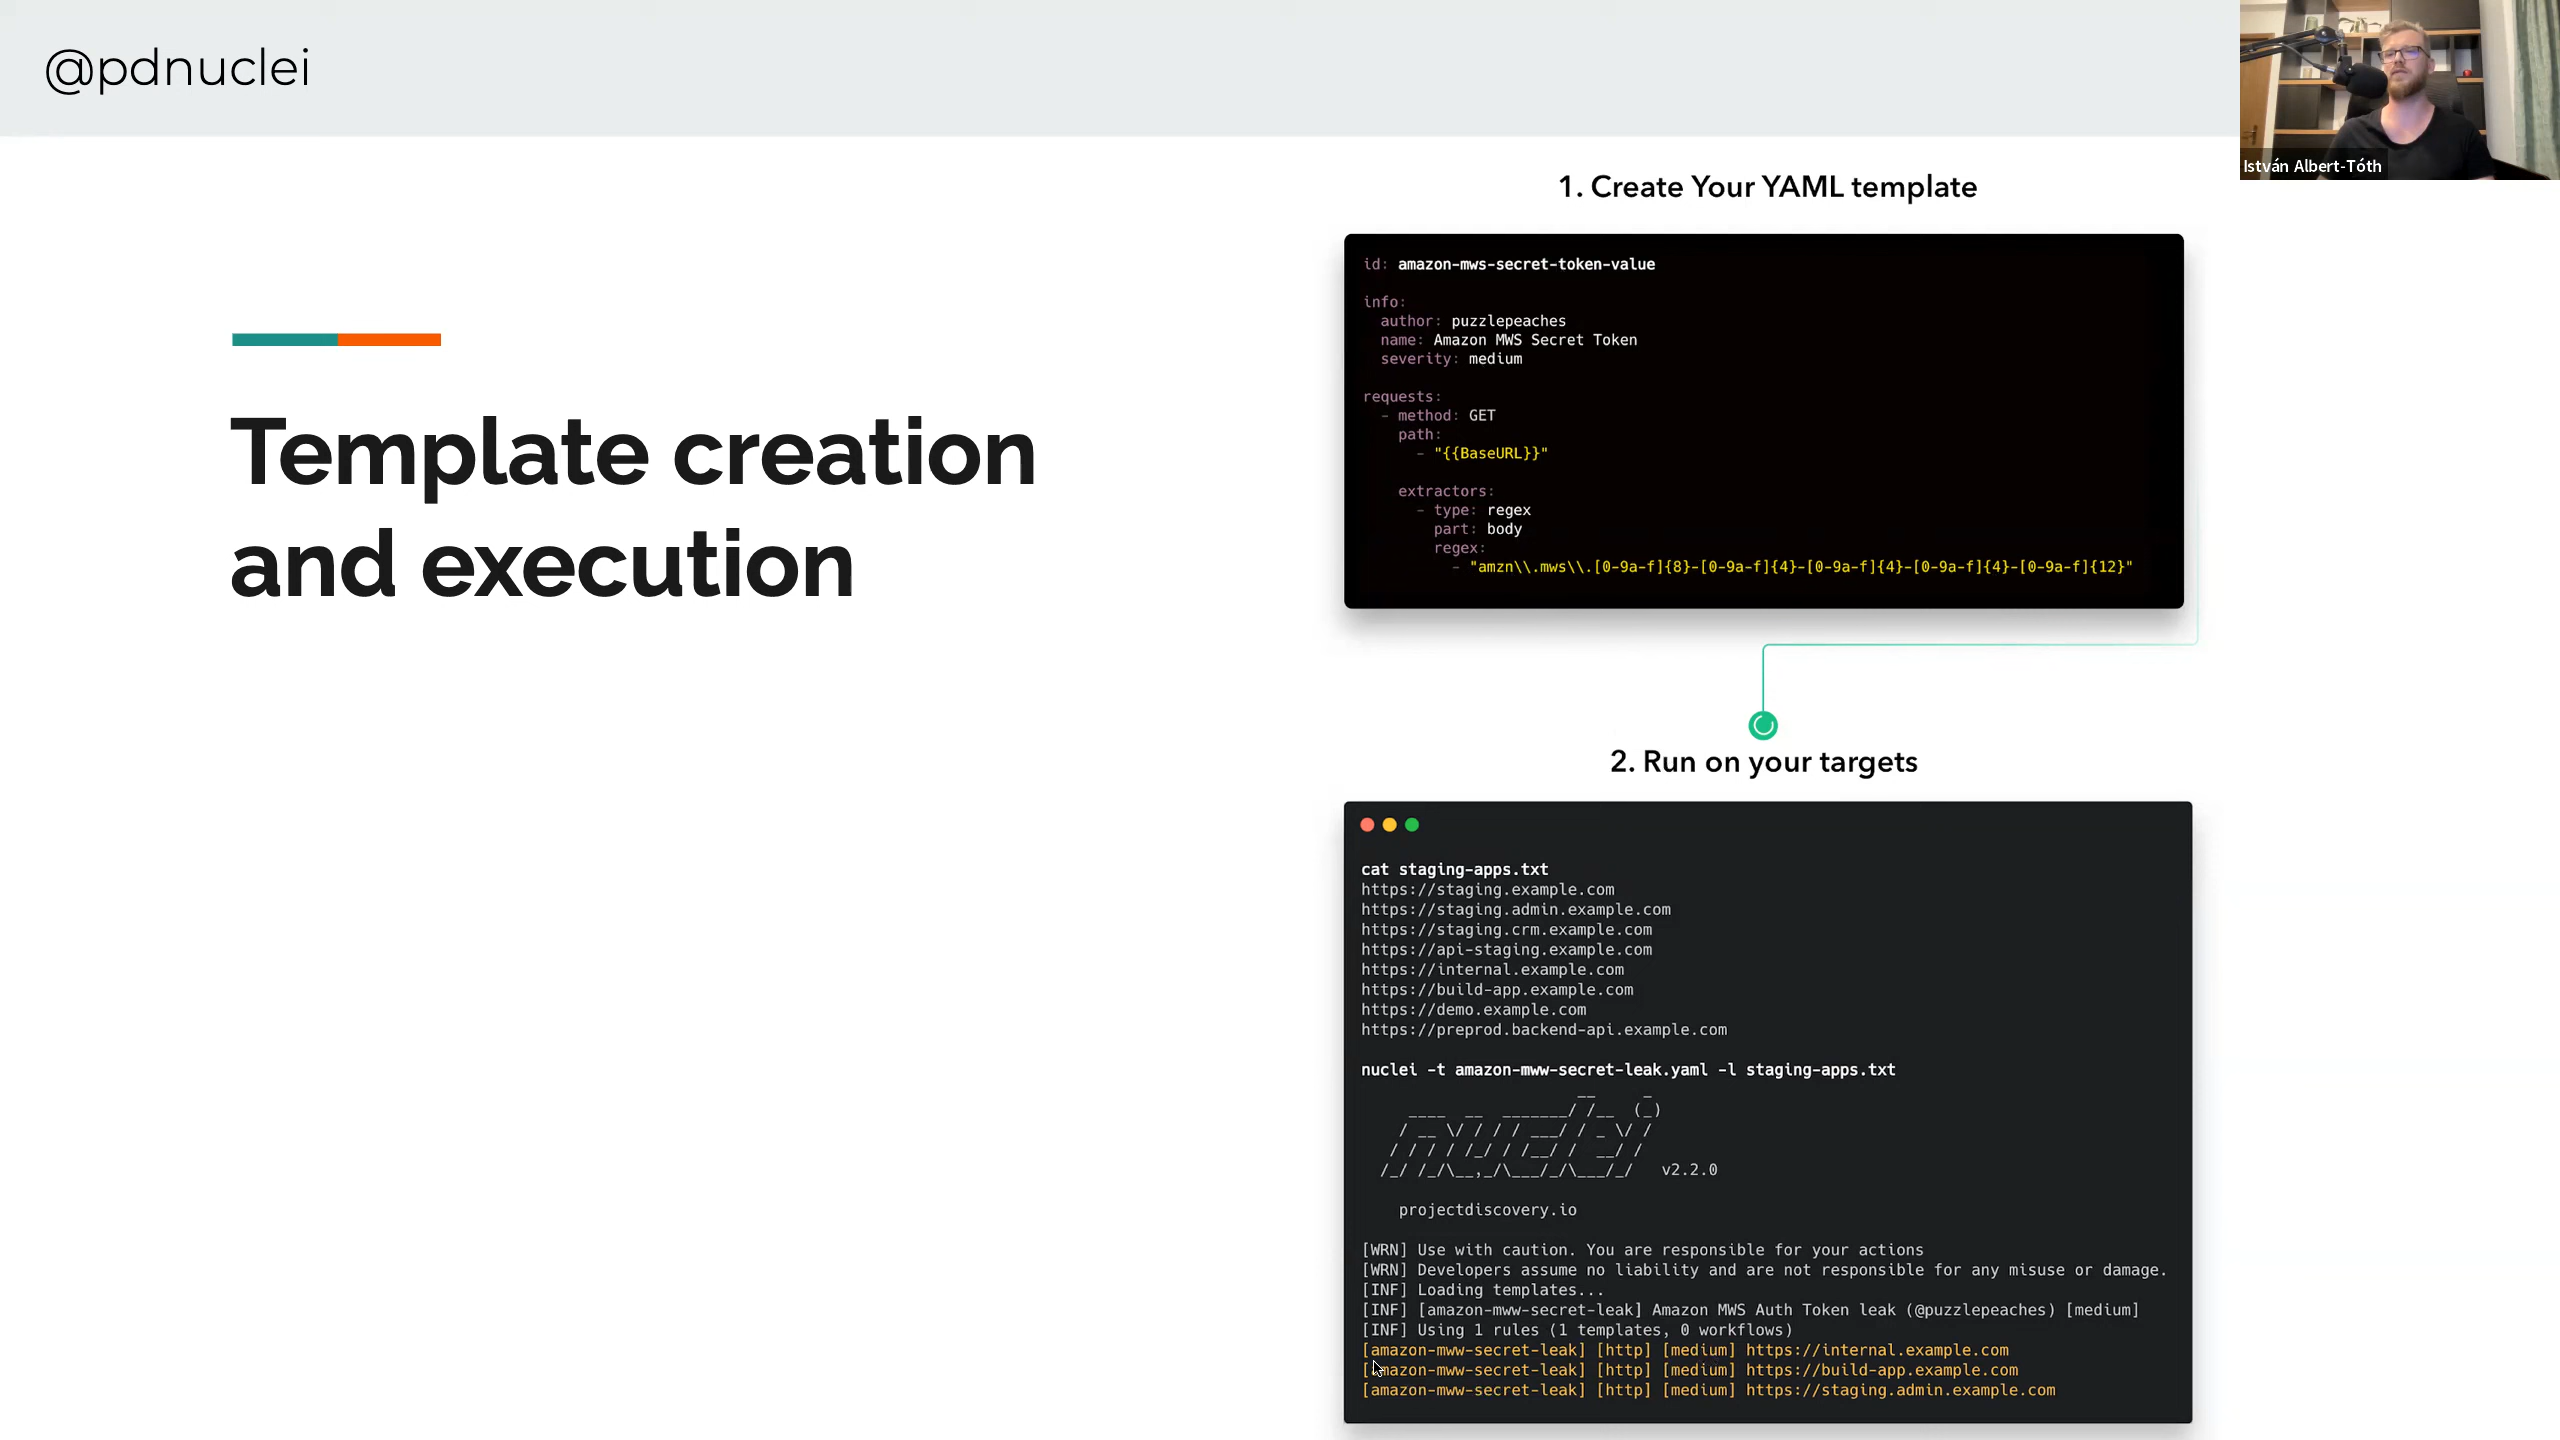 @pdnuclei
István Albert-Tóth
Template creation
and execution
1. Create Your YAML template
id: amazon-mws-secret-token-value
info:
author: puzzlepeaches
name: Amazon MWS Secret Token
severity: medium
requests:
- method: GET
path:
- "{{BaseURL}}"
extractors:
- type: regex
part: body
regex:
- "amzn\\.mws\\.[0-9a-f]{8}-[0-9a-f]{4}-[0-9a-f]{4}-[0-9a-f]{4}-[0-9a-f]{12}"
2. Run on your targets
cat staging-apps.txt
https://staging.example.com
https://staging.admin.example.com
https://staging.crm.example.com
https://api-staging.example.com
https://internal.example.com
https://build-app.example.com
https://demo.example.com
https://preprod.backend-api.example.com
nuclei -t amazon-mww-secret-leak.yaml -l staging-apps.txt
nuclei
v2.2.0
projectdiscovery.io
[WRN] Use with caution. You are responsible for your actions
[WRN] Developers assume no liability and are not responsible for any misuse or damage.
[INF] Loading templates...
[INF] [amazon-mww-secret-leak] Amazon MWS Auth Token leak (@puzzlepeaches) [medium]
[INF] Using 1 rules (1 templates, 0 workflows)
[amazon-mww-secret-leak] [http] [medium] https://internal.example.com
[amazon-mww-secret-leak] [http] [medium] https://build-app.example.com
[amazon-mww-secret-leak] [http] [medium] https://staging.admin.example.com